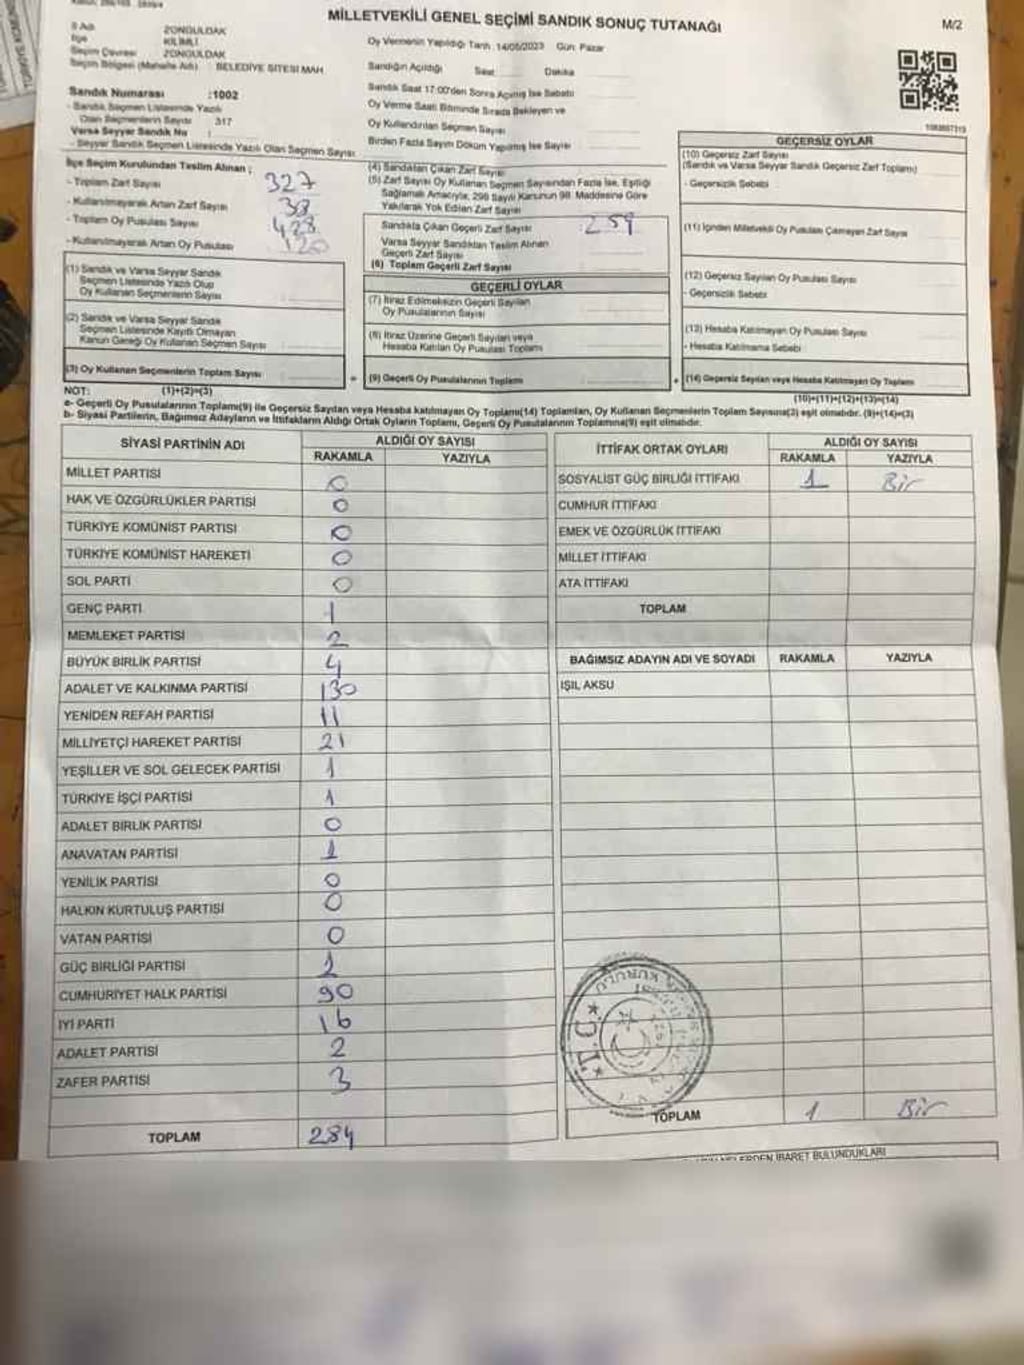 MİLLETVEKİLİ GENEL SEÇİMİ SANDIK SONUÇ TUTANAĞI
M/2
İl Adı ZONGULDAK
İlçe KİLİMLİ
Seçim Çevresi ZONGULDAK
Seçim Bölgesi (Mahalle Adı) BELEDİYE SİTESİ MAH
Sandık Numarası :1002
- Sandık Seçmen Listesinde Yazılı
Olan Seçmenlerin Sayısı 317
Varsa Seyyar Sandık No :
- Seyyar Sandık Seçmen Listesinde Yazılı Olan Seçmen Sayısı
Oy Vermenin Yapıldığı Tarih :14/05/2023 Gün: Pazar
Sandığın Açıldığı Saat Dakika
Sandık Saat 17:00'den Sonra Açılmış İse Sebebi
Oy Verme Saati Bitiminde Sırada Bekleyen ve
Oy Kullandırılan Seçmen Sayısı
Birden Fazla Sayım Döküm Yapılmış İse Sayısı
İlçe Seçim Kurulundan Teslim Alınan ;
- Toplam Zarf Sayısı 327
- Kullanılmayarak Artan Zarf Sayısı 38
- Toplam Oy Pusulası Sayısı 428
- Kullanılmayarak Artan Oy Pusulası 120
(1) Sandık ve Varsa Seyyar Sandık
Seçmen Listesinde Yazılı Olup
Oy Kullanan Seçmenlerin Sayısı
(2) Sandık ve Varsa Seyyar Sandık
Seçmen Listesinde Kayıtlı Olmayan
Kanun Gereği Oy Kullanan Seçmen Sayısı
(3) Oy Kullanan Seçmenlerin Toplam Sayısı
(4) Sandıktan Çıkan Zarf Sayısı
(5) Zarf Sayısı Oy Kullanan Seçmen Sayısından Fazla İse, Eşitliği
Sağlamak Amacıyla, 298 Sayılı Kanunun 98. Maddesine Göre
Yakılarak Yok Edilen Zarf Sayısı
Sandıkta Çıkan Geçerli Zarf Sayısı : 259
Varsa Seyyar Sandıktan Teslim Alınan
Geçerli Zarf Sayısı
(6) Toplam Geçerli Zarf Sayısı
GEÇERLİ OYLAR
(7) İtiraz Edilmeksizin Geçerli Sayılan
Oy Pusulalarının Sayısı
(8) İtiraz Üzerine Geçerli Sayılan veya
Hesaba Katılan Oy Pusulası Toplamı
= (9) Geçerli Oy Pusulalarının Toplamı
GEÇERSİZ OYLAR
(10) Geçersiz Zarf Sayısı
(Sandık ve Varsa Seyyar Sandık Geçersiz Zarf Toplamı)
- Geçersizlik Sebebi
(11) İçinden Milletvekili Oy Pusulası Çıkmayan Zarf Sayısı
(12) Geçersiz Sayılan Oy Pusulası Sayısı
- Geçersizlik Sebebi
(13) Hesaba Katılmayan Oy Pusulası Sayısı
- Hesaba Katılmama Sebebi
+ (14) Geçersiz Sayılan veya Hesaba Katılmayan Oy Toplamı
NOT: (1)+(2)=(3)
(10)+(11)+(12)+(13)=(14)
a- Geçerli Oy Pusulalarının Toplamı(9) ile Geçersiz Sayılan veya Hesaba katılmayan Oy Toplamı(14) Toplamları, Oy Kullanan Seçmenlerin Toplam Sayısına(3) eşit olmalıdır. (9)+(14)=(3)
b- Siyasi Partilerin, Bağımsız Adayların ve İttifakların Aldığı Ortak Oyların Toplamı, Geçerli Oy Pusulalarının Toplamına(9) eşit olmalıdır.
SİYASİ PARTİNİN ADI ALDIĞI OY SAYISI
RAKAMLA YAZIYLA
MİLLET PARTİSİ 0
HAK VE ÖZGÜRLÜKLER PARTİSİ 0
TÜRKİYE KOMÜNİST PARTİSİ 0
TÜRKİYE KOMÜNİST HAREKETİ 0
SOL PARTİ 0
GENÇ PARTİ 1
MEMLEKET PARTİSİ 2
BÜYÜK BİRLİK PARTİSİ 4
ADALET VE KALKINMA PARTİSİ 130
YENİDEN REFAH PARTİSİ 11
MİLLİYETÇİ HAREKET PARTİSİ 21
YEŞİLLER VE SOL GELECEK PARTİSİ 1
TÜRKİYE İŞÇİ PARTİSİ 1
ADALET BİRLİK PARTİSİ 0
ANAVATAN PARTİSİ 1
YENİLİK PARTİSİ 0
HALKIN KURTULUŞ PARTİSİ 0
VATAN PARTİSİ 0
GÜÇ BİRLİĞİ PARTİSİ 1
CUMHURİYET HALK PARTİSİ 90
İYİ PARTİ 16
ADALET PARTİSİ 2
ZAFER PARTİSİ 3
TOPLAM 284
İTTİFAK ORTAK OYLARI ALDIĞI OY SAYISI
RAKAMLA YAZIYLA
SOSYALİST GÜÇ BİRLİĞİ İTTİFAKI 1 Bir
CUMHUR İTTİFAKI
EMEK VE ÖZGÜRLÜK İTTİFAKI
MİLLET İTTİFAKI
ATA İTTİFAKI
TOPLAM
BAĞIMSIZ ADAYIN ADI VE SOYADI RAKAMLA YAZIYLA
IŞIL AKSU
T.C.
TOPLAM 1 Bir
İBARET BULUNDUKLARI